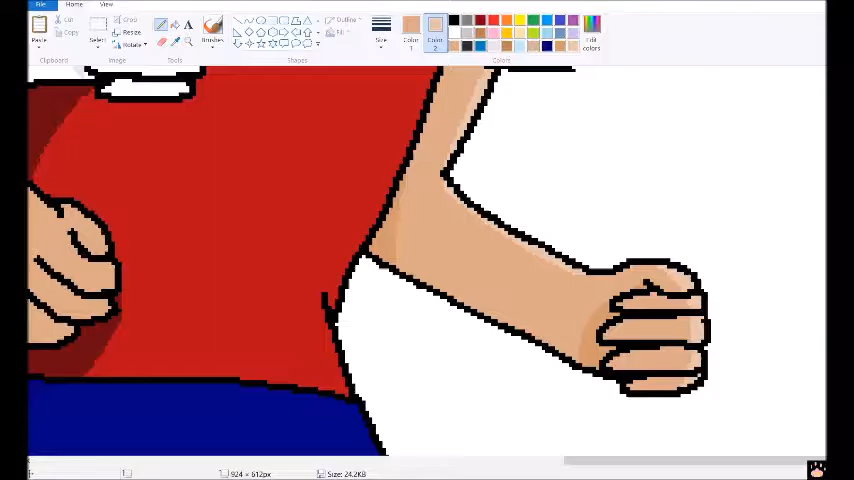 File Home View
Paste Cut Copy Select Crop Resize Rotate A Brushes Outline Fill Size Color 1 Color 2 Edit colors
Clipboard Image Tools Shapes Colors
924 × 612px Size: 24.2KB